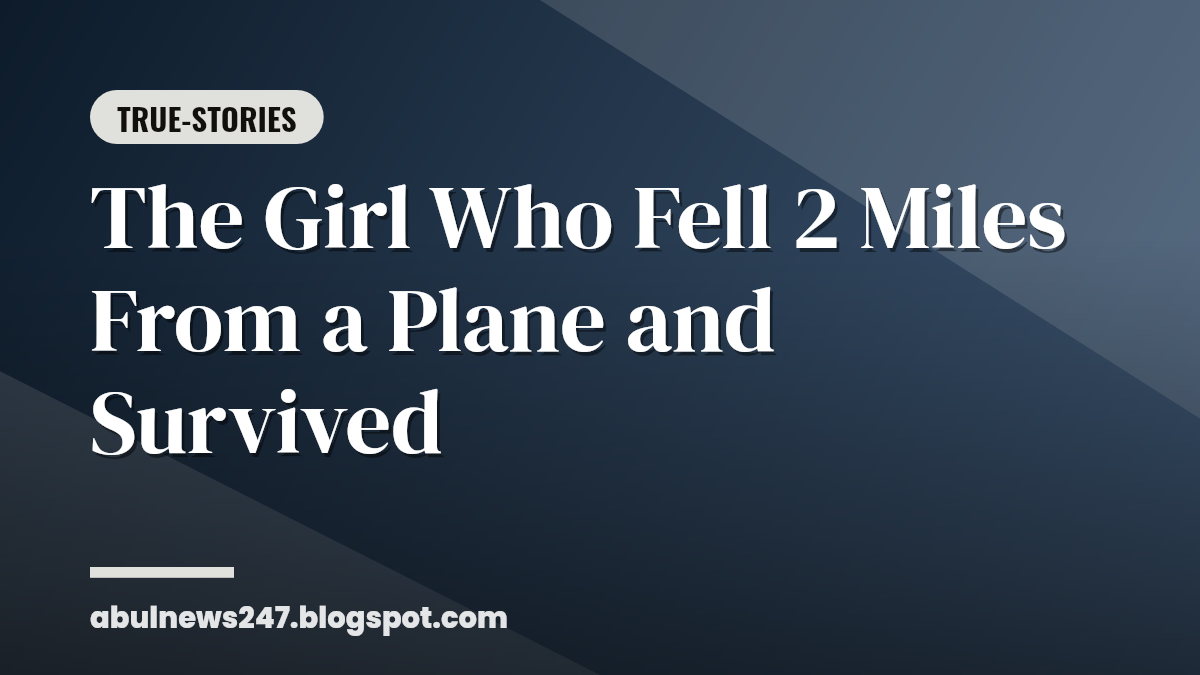 TRUE-STORIES
The Girl Who Fell 2 Miles
From a Plane and
Survived
abulnews247.blogspot.com